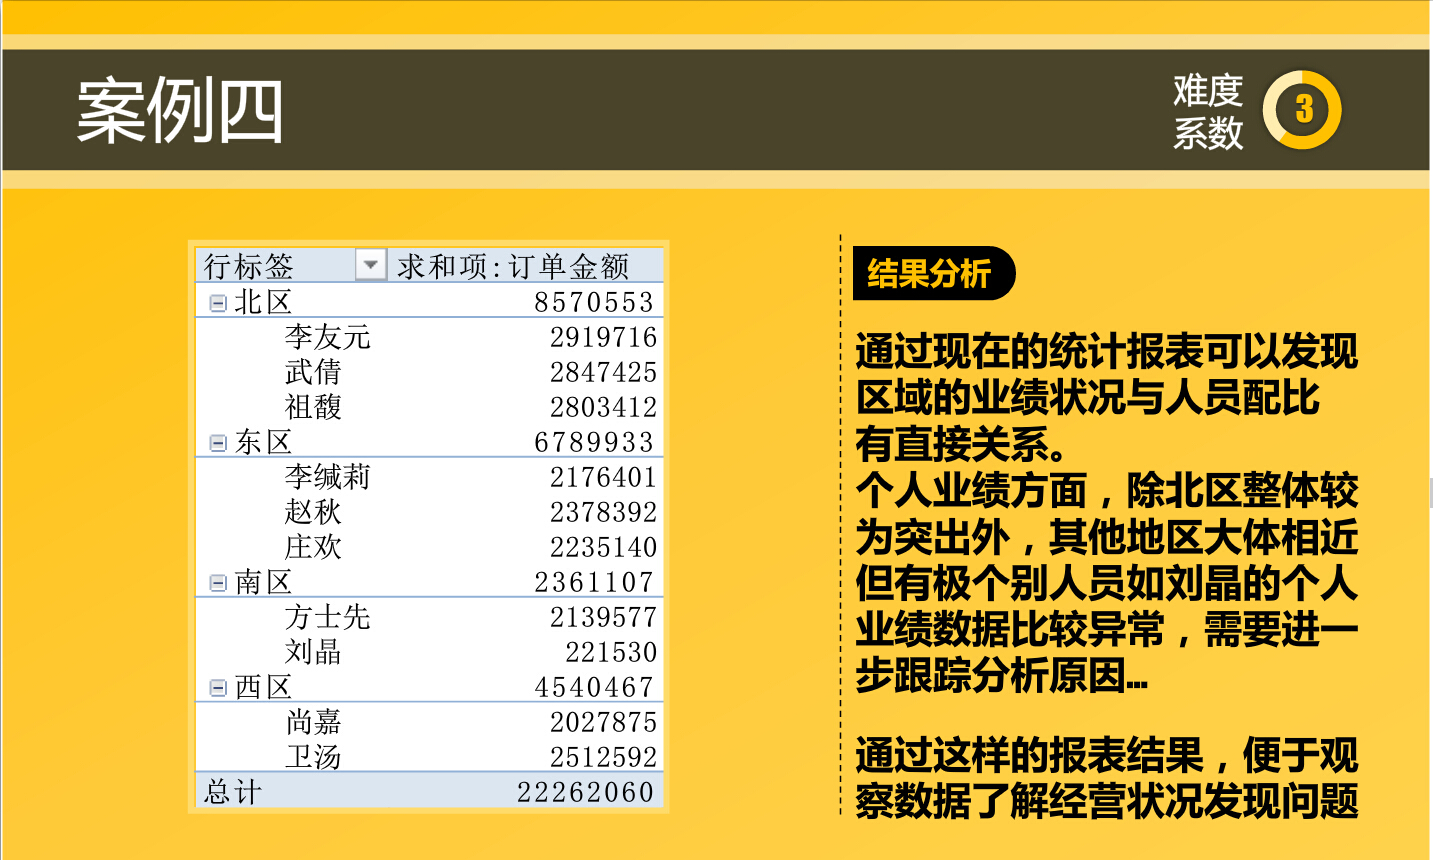 案例四
难度
系数
3
行标签 求和项:订单金额
北区 8570553
李友元 2919716
武倩 2847425
祖馥 2803412
东区 6789933
李缄莉 2176401
赵秋 2378392
庄欢 2235140
南区 2361107
方士先 2139577
刘晶 221530
西区 4540467
尚嘉 2027875
卫汤 2512592
总计 22262060
结果分析
通过现在的统计报表可以发现
区域的业绩状况与人员配比
有直接关系。
个人业绩方面，除北区整体较
为突出外，其他地区大体相近
但有极个别人员如刘晶的个人
业绩数据比较异常，需要进一
步跟踪分析原因...
通过这样的报表结果，便于观
察数据了解经营状况发现问题